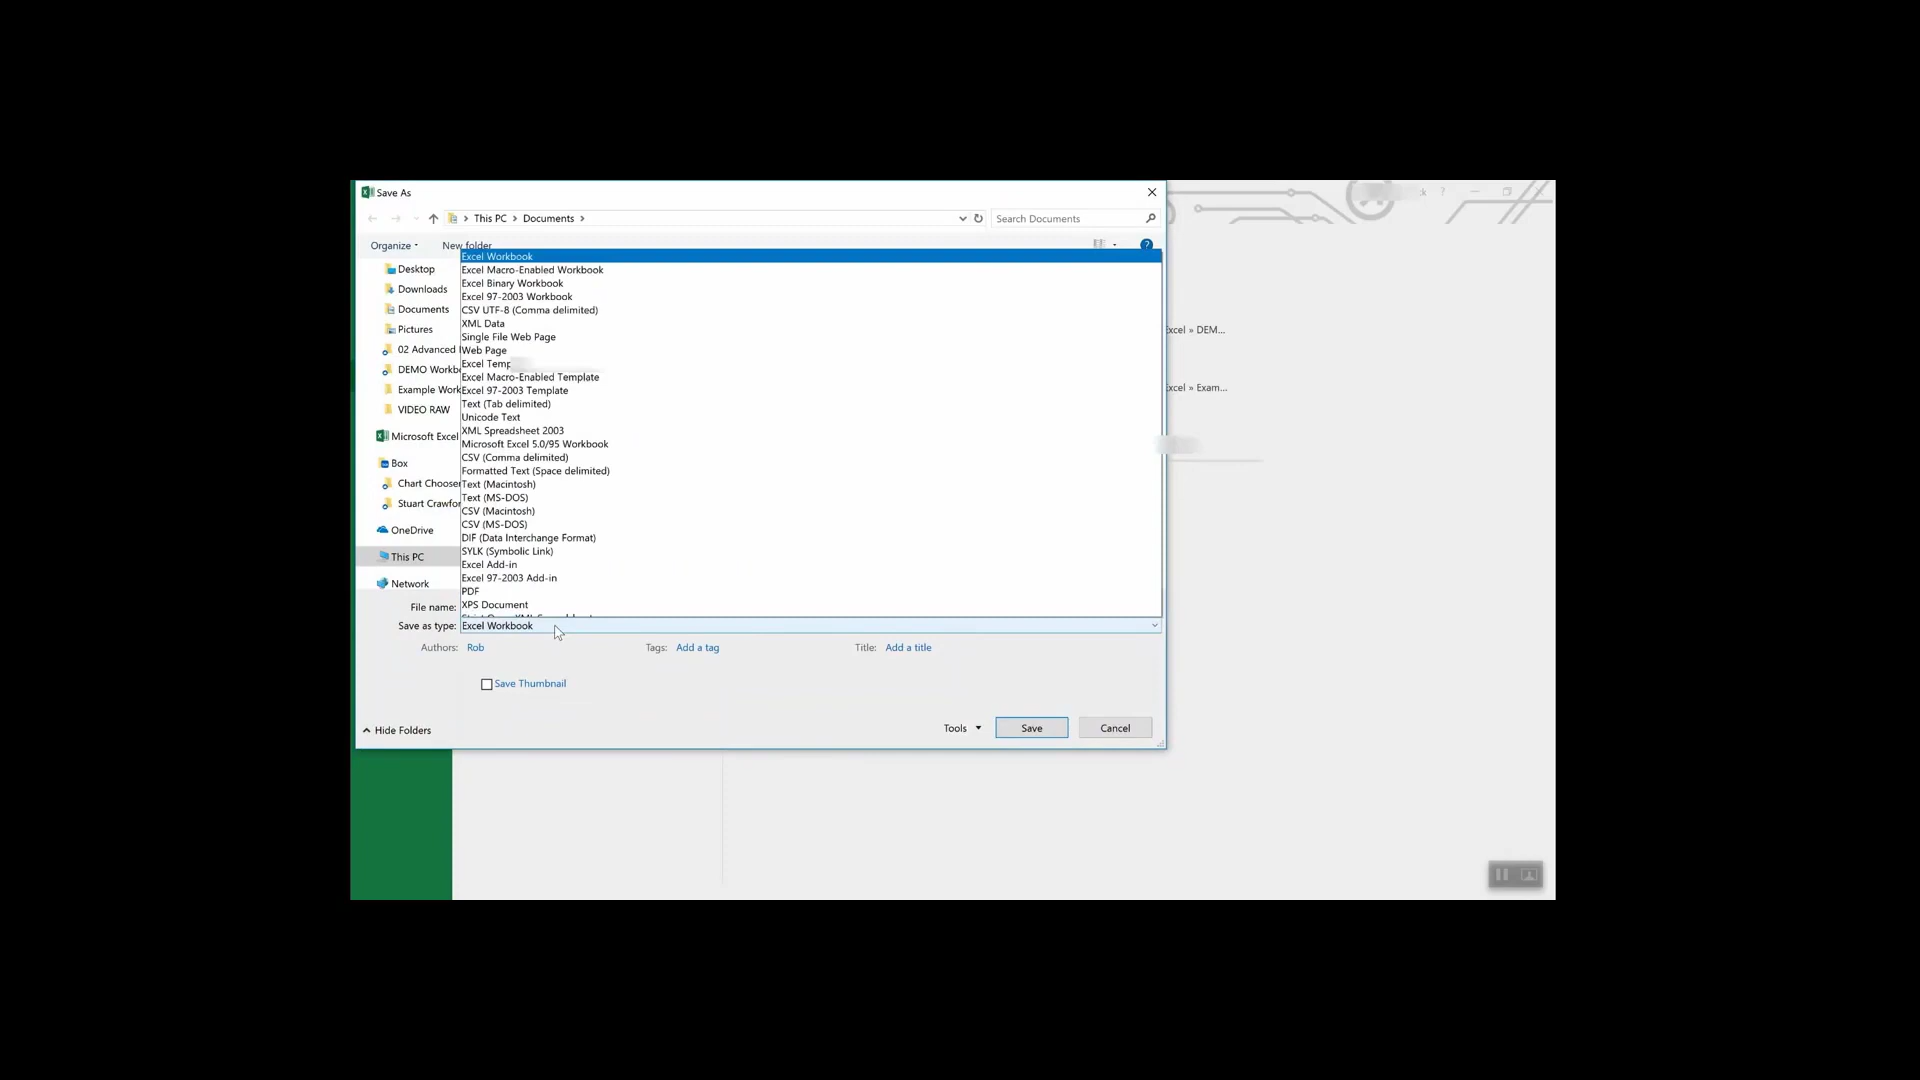 Save As
This PC > Documents >
Search Documents
?
Organize
New folder
?
Desktop
Downloads
Documents
Pictures
02 Advanced
DEMO Workb
Example Work
VIDEO RAW
Microsoft Excel
Box
Chart Chooser
Stuart Crawfor
OneDrive
This PC
Network
Excel Workbook
Excel Macro-Enabled Workbook
Excel Binary Workbook
Excel 97-2003 Workbook
CSV UTF-8 (Comma delimited)
XML Data
Single File Web Page
Web Page
Excel Temp
Excel Macro-Enabled Template
Excel 97-2003 Template
Text (Tab delimited)
Unicode Text
XML Spreadsheet 2003
Microsoft Excel 5.0/95 Workbook
CSV (Comma delimited)
Formatted Text (Space delimited)
Text (Macintosh)
Text (MS-DOS)
CSV (Macintosh)
CSV (MS-DOS)
DIF (Data Interchange Format)
SYLK (Symbolic Link)
Excel Add-in
Excel 97-2003 Add-in
PDF
XPS Document
Excel » DEM...
Excel » Exam...
File name:
Save as type: Excel Workbook
Authors: Rob
Tags: Add a tag
Title: Add a title
Save Thumbnail
Hide Folders
Tools
Save
Cancel